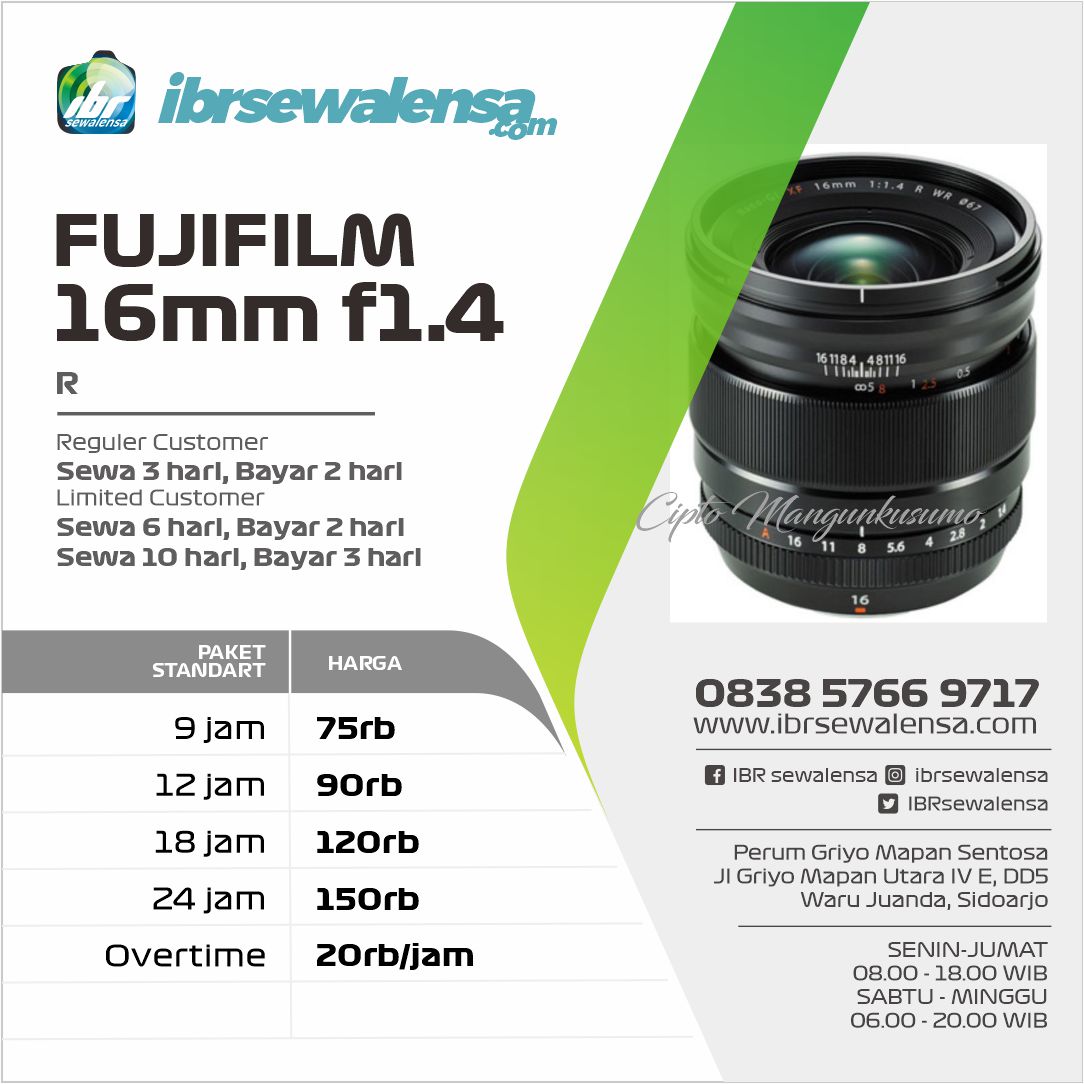 ibr
sewalensa
ibrsewalensa
.com
FUJIFILM
16mm f1.4
R
Reguler Customer
Sewa 3 hari, Bayar 2 hari
Limited Customer
Sewa 6 hari, Bayar 2 hari
Sewa 10 hari, Bayar 3 hari
PAKET
STANDART
HARGA
9 jam 75rb
12 jam 90rb
18 jam 120rb
24 jam 150rb
Overtime 20rb/jam
XF 16mm 1:1.4 R WR Ø67
16 11 8 4 4 8 11 16
∞ 5 8 1 2.5 0.5
Cipto Mangunkusumo
A 16 11 8 5.6 4 2.8 2 1.4
16
0838 5766 9717
www.ibrsewalensa.com
IBR sewalensa ibrsewalensa
IBRsewalensa
Perum Griyo Mapan Sentosa
Jl Griyo Mapan Utara IV E, DD5
Waru Juanda, Sidoarjo
SENIN-JUMAT
08.00 - 18.00 WIB
SABTU - MINGGU
06.00 - 20.00 WIB